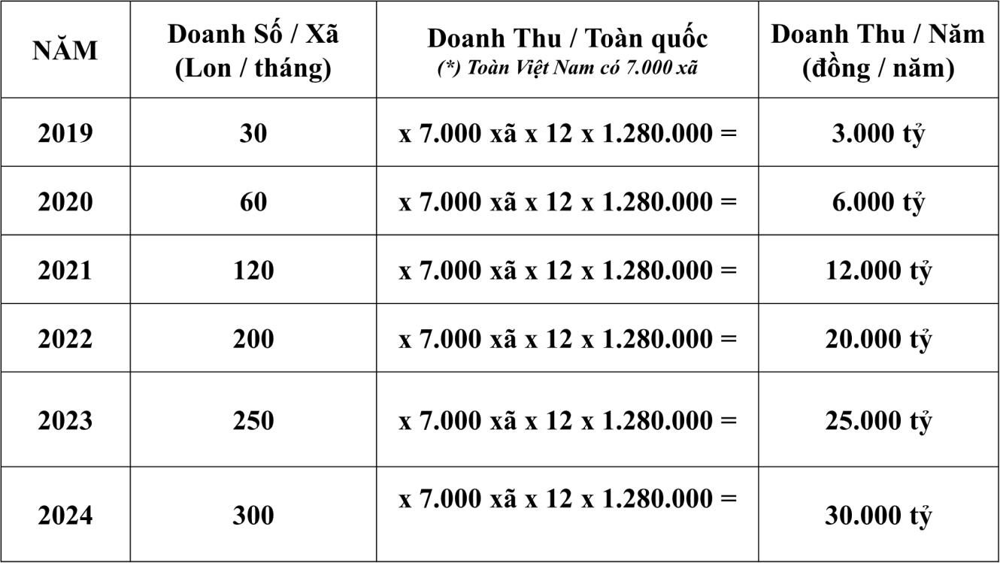 NĂM
Doanh Số / Xã
(Lon / tháng)
Doanh Thu / Toàn quốc
(*) Toàn Việt Nam có 7.000 xã
Doanh Thu / Năm
(đồng / năm)
2019
30
x 7.000 xã x 12 x 1.280.000 =
3.000 tỷ
2020
60
x 7.000 xã x 12 x 1.280.000 =
6.000 tỷ
2021
120
x 7.000 xã x 12 x 1.280.000 =
12.000 tỷ
2022
200
x 7.000 xã x 12 x 1.280.000 =
20.000 tỷ
2023
250
x 7.000 xã x 12 x 1.280.000 =
25.000 tỷ
2024
300
x 7.000 xã x 12 x 1.280.000 =
30.000 tỷ